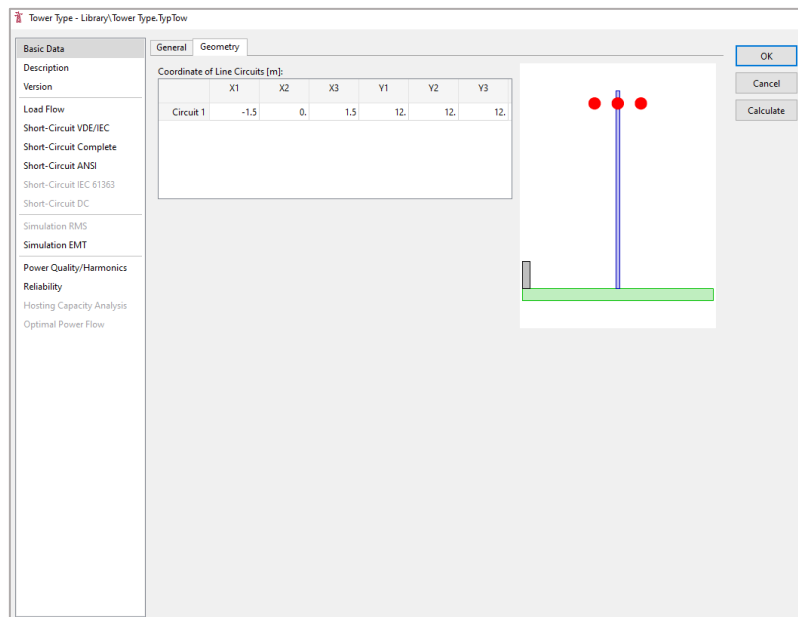 Tower Type - Library\Tower Type.TypTow
Basic Data
Description
Version
Load Flow
Short-Circuit VDE/IEC
Short-Circuit Complete
Short-Circuit ANSI
Short-Circuit IEC 61363
Short-Circuit DC
Simulation RMS
Simulation EMT
Power Quality/Harmonics
Reliability
Hosting Capacity Analysis
Optimal Power Flow
General Geometry
Coordinate of Line Circuits [m]:
X1 X2 X3 Y1 Y2 Y3
Circuit 1 -1.5 0. 1.5 12. 12. 12.
OK
Cancel
Calculate